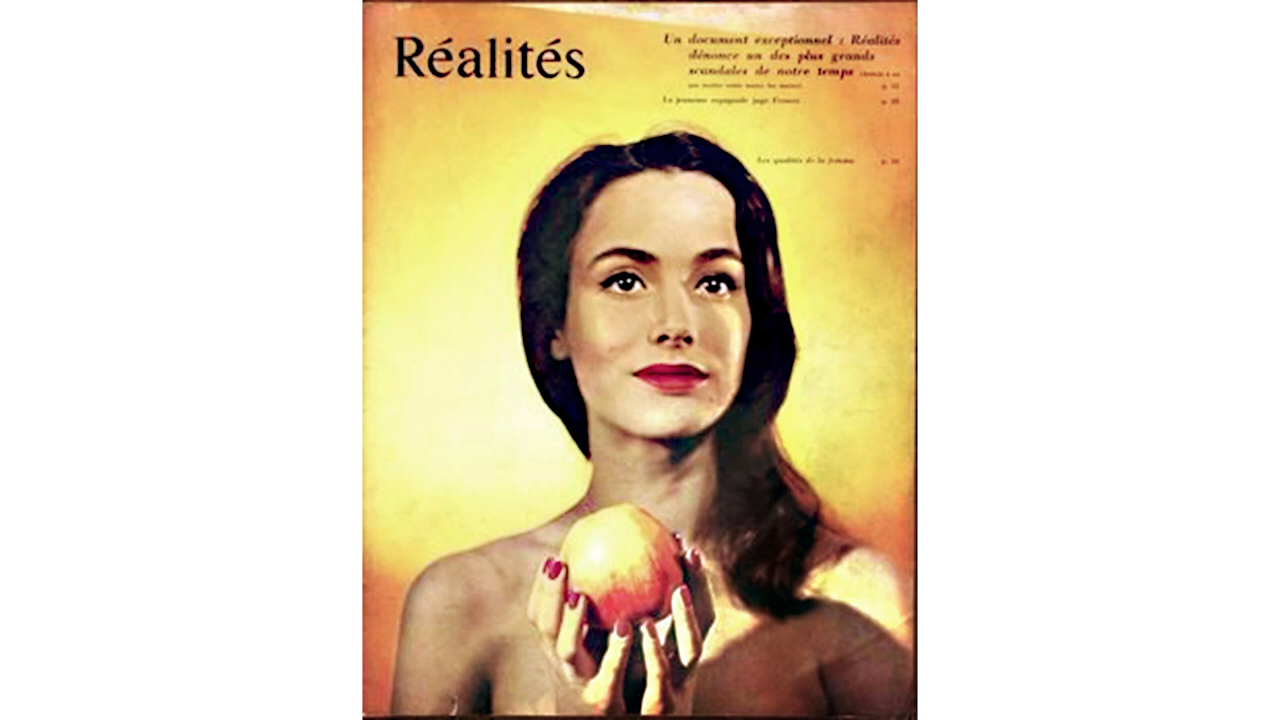 Réalités
Un document exceptionnel : Réalités
dénonce un des plus grands
scandales de notre temps
p. 52
La jeunesse espagnole juge Franco
Les qualités de la femme